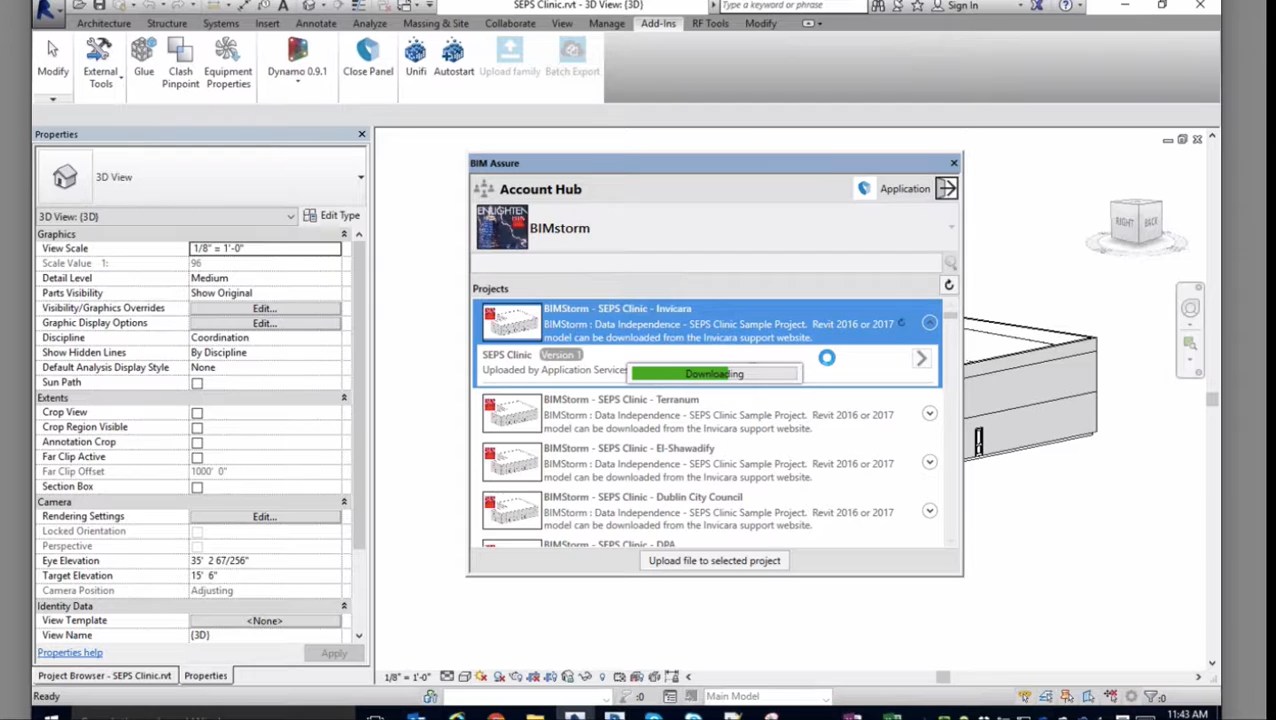 SEPS Clinic.rvt - 3D View: {3D}
Type a keyword or phrase
Sign In
Architecture Structure Systems Insert Annotate Analyze Massing & Site Collaborate View Manage Add-Ins RF Tools Modify
Modify
External Tools
Glue
Clash Pinpoint
Equipment Properties
Dynamo 0.9.1
Close Panel
Unifi
Autostart
Upload family
Batch Export
Properties
3D View
3D View: {3D}
Edit Type
Graphics
View Scale 1/8" = 1'-0"
Scale Value 1: 96
Detail Level Medium
Parts Visibility Show Original
Visibility/Graphics Overrides Edit...
Graphic Display Options Edit...
Discipline Coordination
Show Hidden Lines By Discipline
Default Analysis Display Style None
Sun Path
Extents
Crop View
Crop Region Visible
Annotation Crop
Far Clip Active
Far Clip Offset 1000' 0"
Section Box
Camera
Rendering Settings Edit...
Locked Orientation
Perspective
Eye Elevation 35' 2 67/256"
Target Elevation 15' 6"
Camera Position Adjusting
Identity Data
View Template <None>
View Name {3D}
Properties help
Apply
Project Browser - SEPS Clinic.rvt
Properties
BIM Assure
Account Hub
Application
ENLIGHTEN
BIMstorm
Projects
BIMStorm - SEPS Clinic - Invicara
BIMStorm : Data Independence - SEPS Clinic Sample Project. Revit 2016 or 2017
model can be downloaded from the Invicara support website.
SEPS Clinic Version 1
Uploaded by Application Services
Downloading
BIMStorm - SEPS Clinic - Terranum
BIMStorm : Data Independence - SEPS Clinic Sample Project. Revit 2016 or 2017
model can be downloaded from the Invicara support website.
BIMStorm - SEPS Clinic - El-Shawadify
BIMStorm : Data Independence - SEPS Clinic Sample Project. Revit 2016 or 2017
model can be downloaded from the Invicara support website.
BIMStorm - SEPS Clinic - Dublin City Council
BIMStorm : Data Independence - SEPS Clinic Sample Project. Revit 2016 or 2017
model can be downloaded from the Invicara support website.
BIMStorm - SEPS Clinic - DPA
Upload file to selected project
RIGHT
BACK
1/8" = 1'-0"
Ready
:0
Main Model
:0
11:43 AM